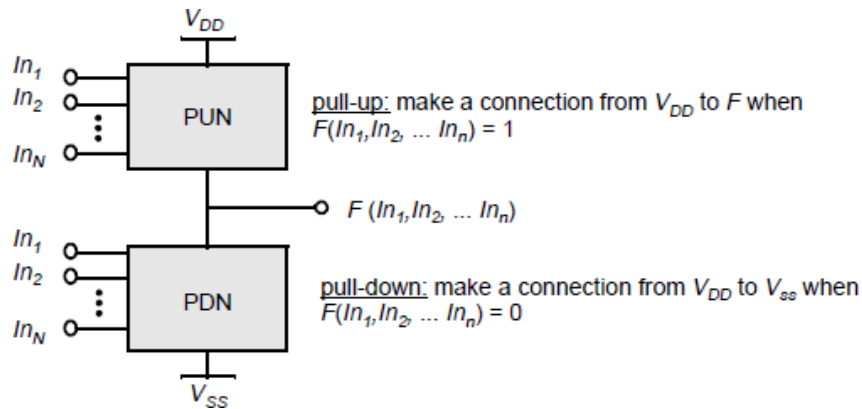 V_DD
In_1
In_2
PUN
In_N
pull-up: make a connection from V_DD to F when
F(In_1,In_2, ... In_n) = 1
F (In_1,In_2, ... In_n)
In_1
In_2
PDN
In_N
pull-down: make a connection from V_DD to V_ss when
F(In_1,In_2, ... In_n) = 0
V_SS